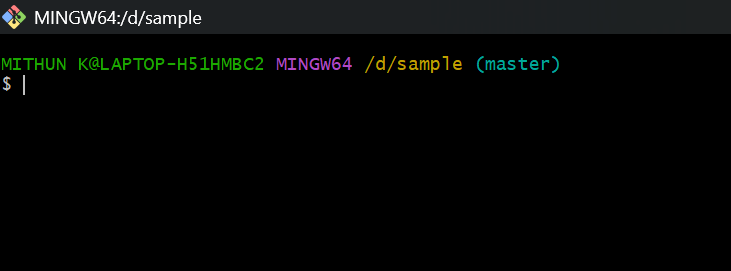 MINGW64:/d/sample
MITHUN K@LAPTOP-H51HMBC2 MINGW64 /d/sample (master)
$